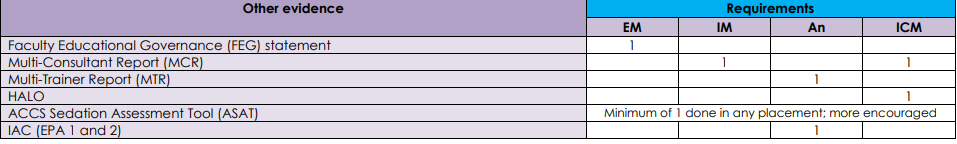 Other evidence Requirements
EM IM An ICM
Faculty Educational Governance (FEG) statement 1
Multi-Consultant Report (MCR) 1 1
Multi-Trainer Report (MTR) 1
HALO 1
ACCS Sedation Assessment Tool (ASAT) Minimum of 1 done in any placement; more encouraged
IAC (EPA 1 and 2) 1